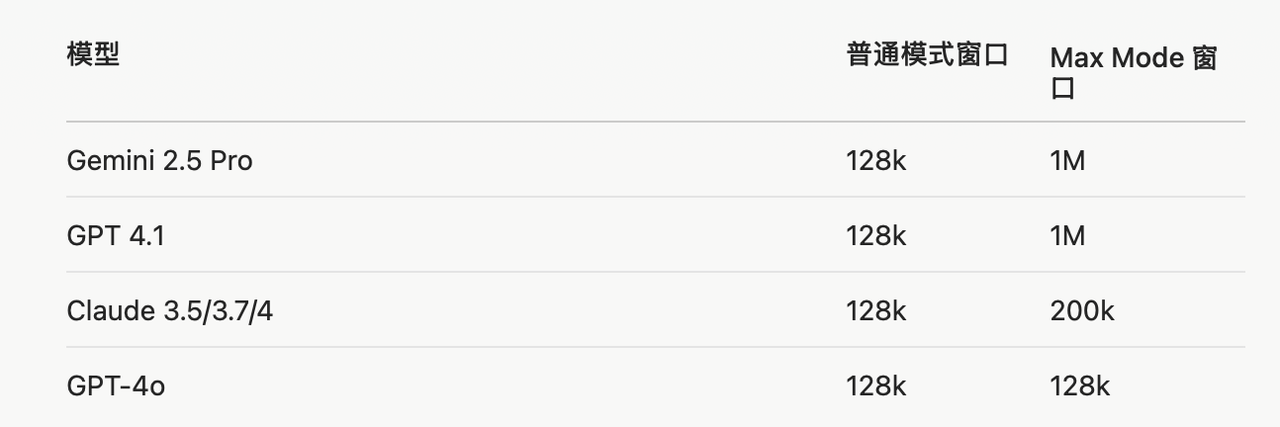 模型 普通模式窗口 Max Mode 窗
口
Gemini 2.5 Pro 128k 1M
GPT 4.1 128k 1M
Claude 3.5/3.7/4 128k 200k
GPT-4o 128k 128k